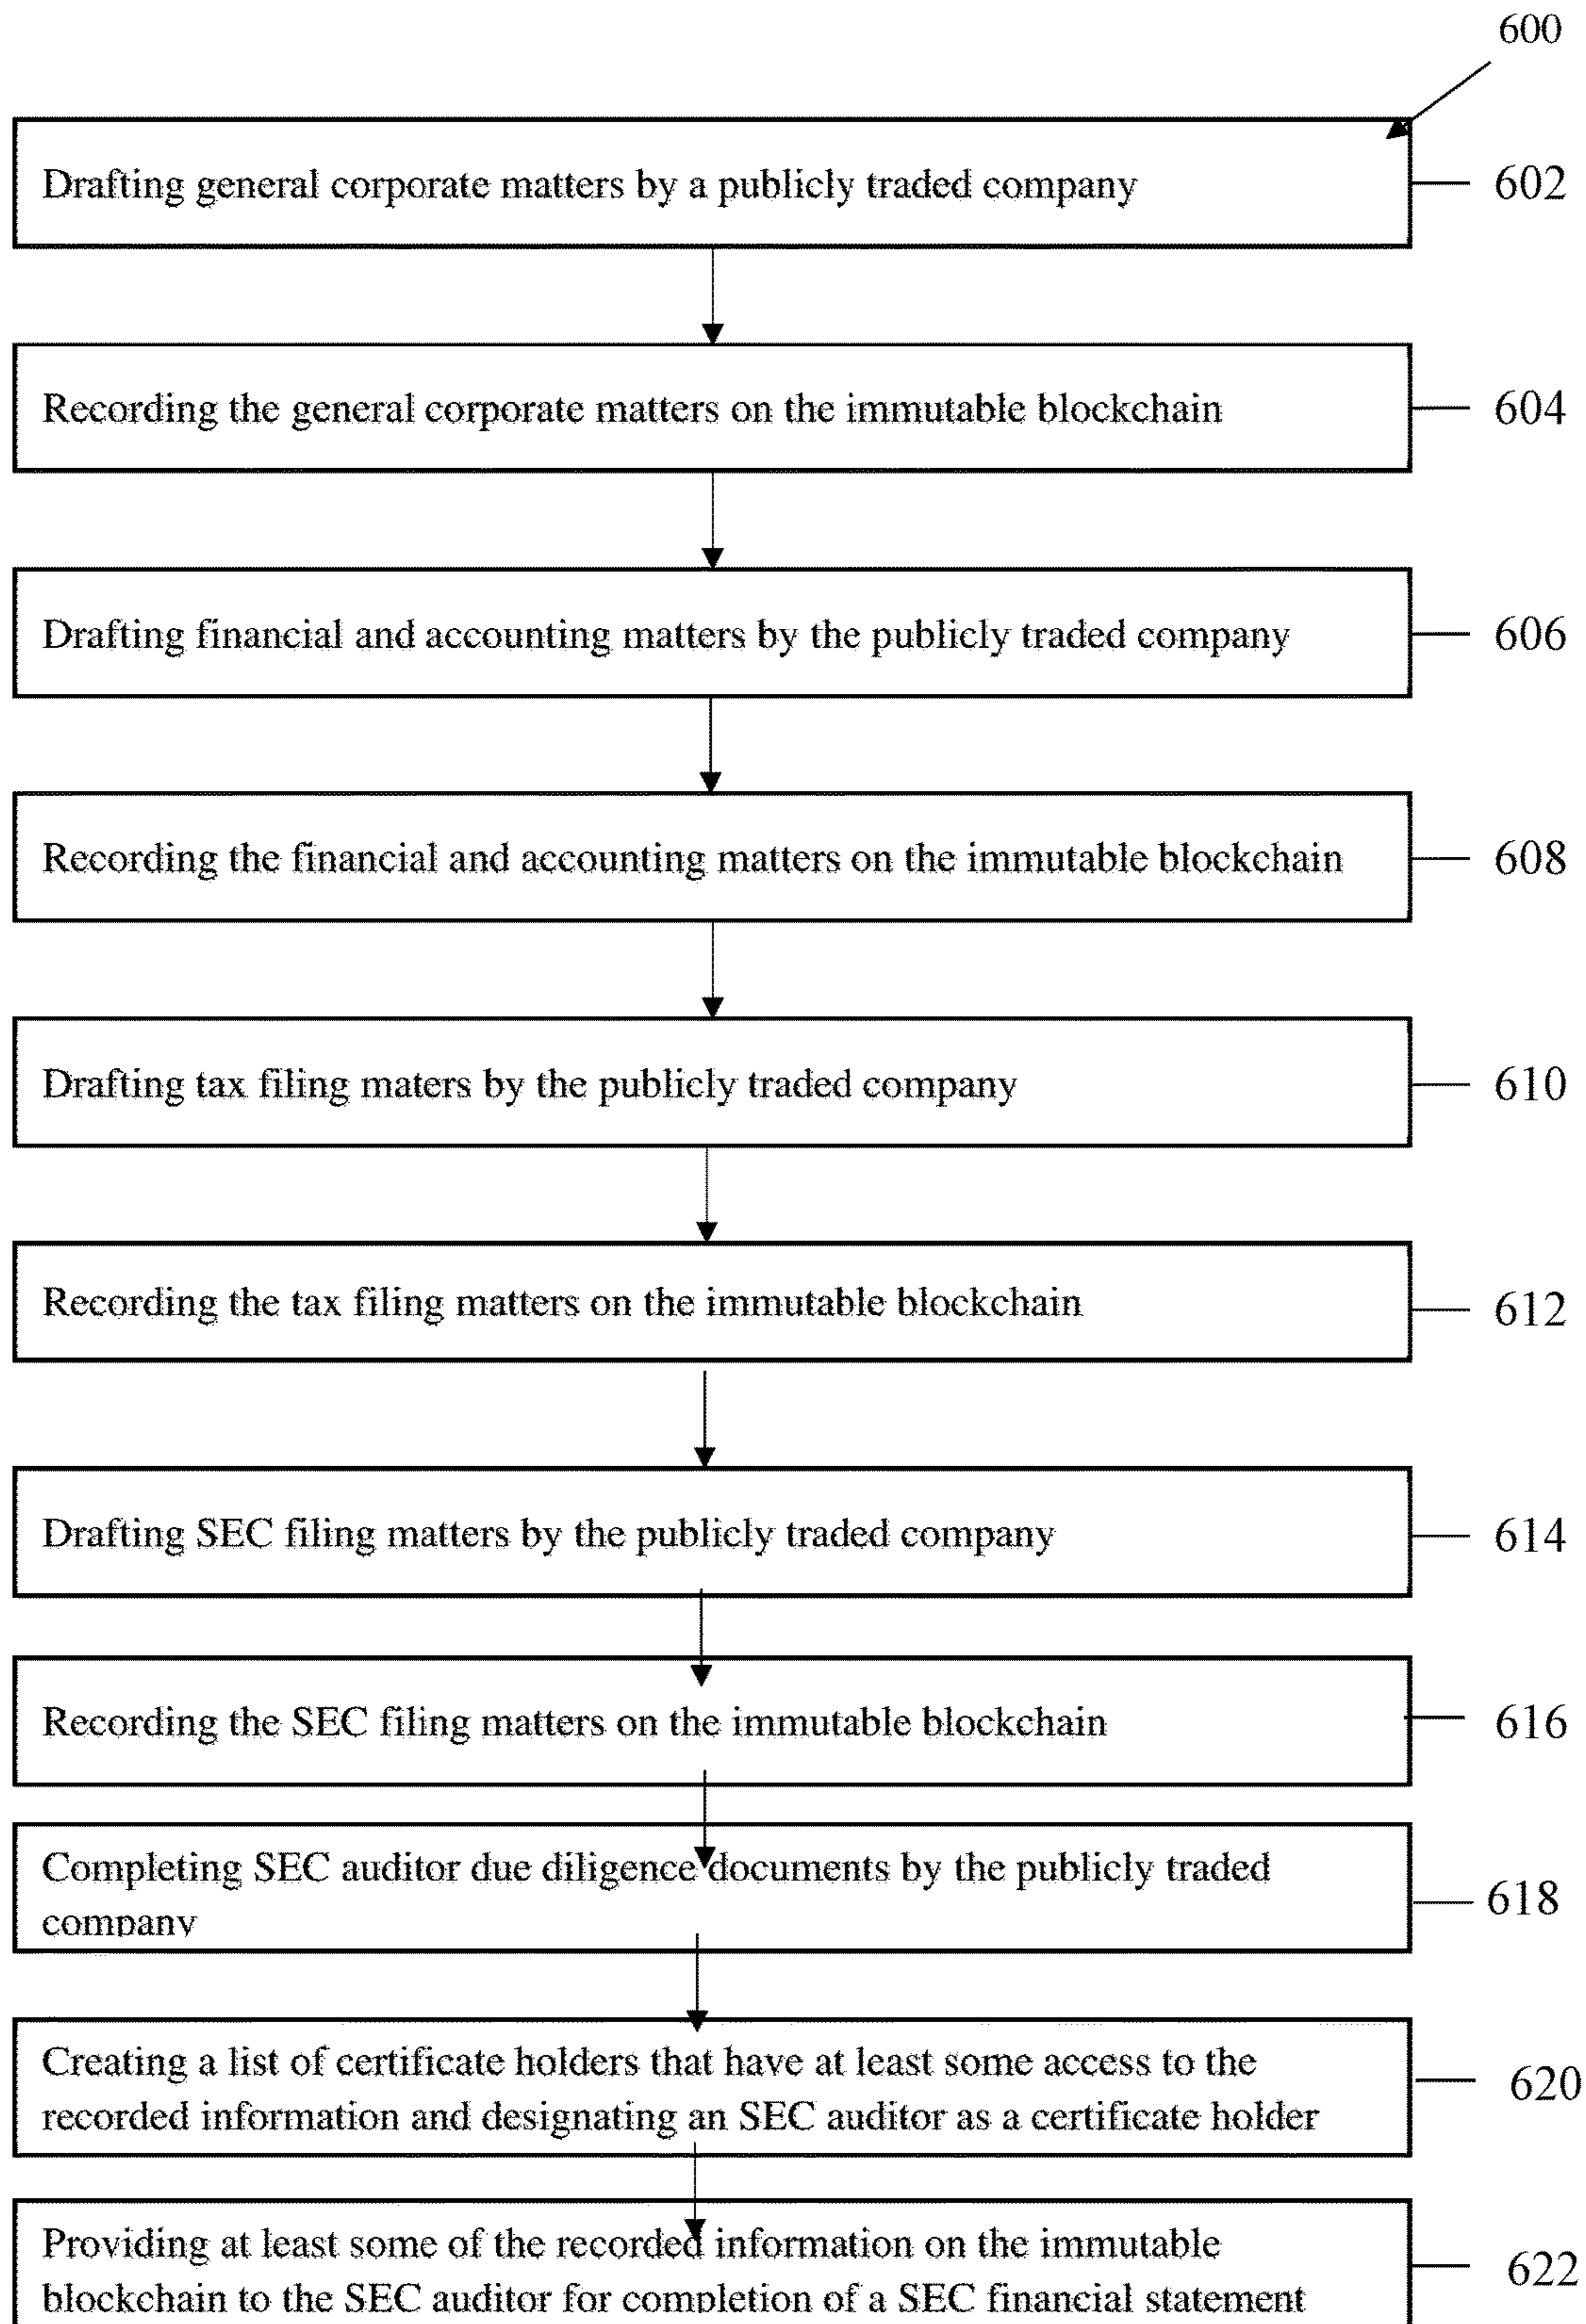 600
Drafting general corporate matters by a publicly traded company
602
Recording the general corporate matters on the immutable blockchain
604
Drafting financial and accounting matters by the publicly traded company
606
Recording the financial and accounting matters on the immutable blockchain
608
Drafting tax filing maters by the publicly traded company
610
Recording the tax filing matters on the immutable blockchain
612
Drafting SEC filing matters by the publicly traded company
614
Recording the SEC filing matters on the immutable blockchain
616
Completing SEC auditor due diligence documents by the publicly traded
company
618
Creating a list of certificate holders that have at least some access to the
recorded information and designating an SEC auditor as a certificate holder
620
Providing at least some of the recorded information on the immutable
blockchain to the SEC auditor for completion of a SEC financial statement
622